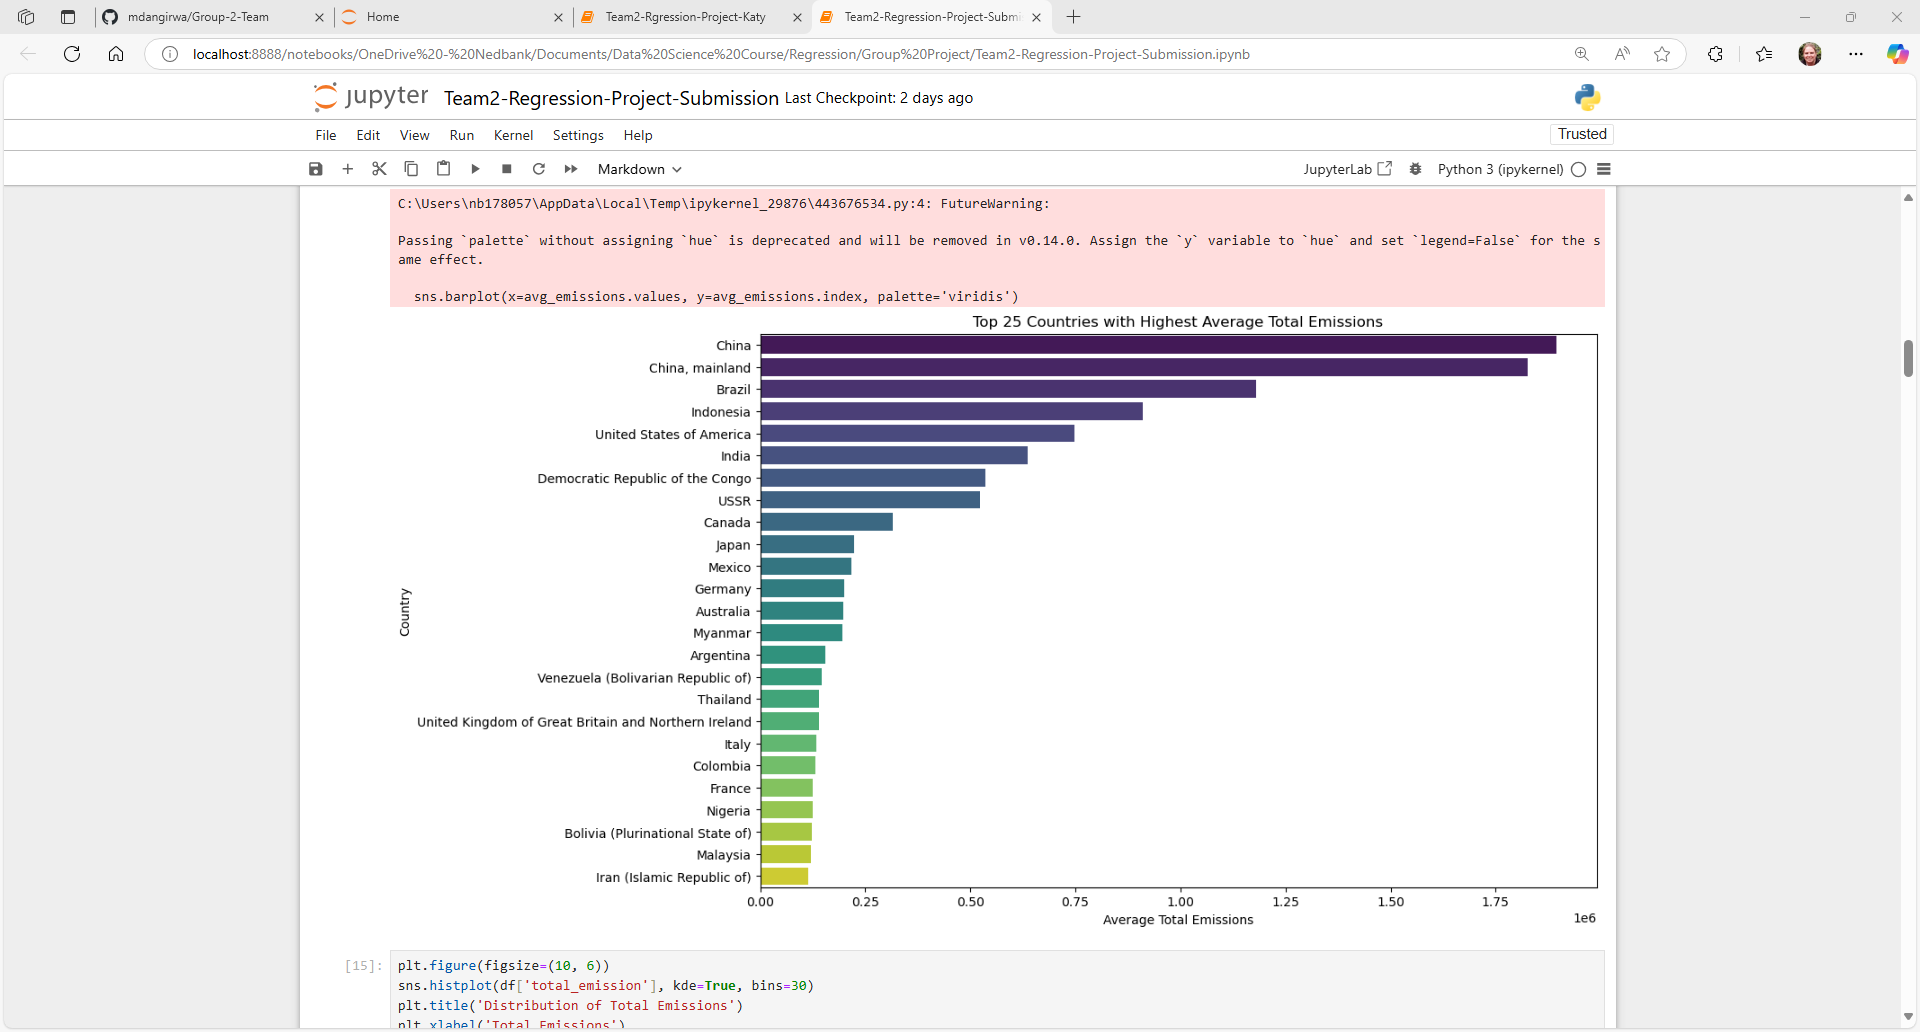 mdangirwa/Group-2-Team
Home
Team2-Rgression-Project-Katy
Team2-Regression-Project-Submi
localhost:8888/notebooks/OneDrive%20-%20Nedbank/Documents/Data%20Science%20Course/Regression/Group%20Project/Team2-Regression-Project-Submission.ipynb
jupyter Team2-Regression-Project-Submission Last Checkpoint: 2 days ago
File Edit View Run Kernel Settings Help
Trusted
Markdown
JupyterLab
Python 3 (ipykernel)
C:\Users\nb178057\AppData\Local\Temp\ipykernel_29876\443676534.py:4: FutureWarning:
Passing `palette` without assigning `hue` is deprecated and will be removed in v0.14.0. Assign the `y` variable to `hue` and set `legend=False` for the s
ame effect.
sns.barplot(x=avg_emissions.values, y=avg_emissions.index, palette='viridis')
Top 25 Countries with Highest Average Total Emissions
China
China, mainland
Brazil
Indonesia
United States of America
India
Democratic Republic of the Congo
USSR
Canada
Japan
Mexico
Germany
Australia
Myanmar
Argentina
Venezuela (Bolivarian Republic of)
Thailand
United Kingdom of Great Britain and Northern Ireland
Italy
Colombia
France
Nigeria
Bolivia (Plurinational State of)
Malaysia
Iran (Islamic Republic of)
Country
0.00 0.25 0.50 0.75 1.00 1.25 1.50 1.75
Average Total Emissions
1e6
[15]:
plt.figure(figsize=(10, 6))
sns.histplot(df['total_emission'], kde=True, bins=30)
plt.title('Distribution of Total Emissions')
plt.xlabel('Total Emissions')